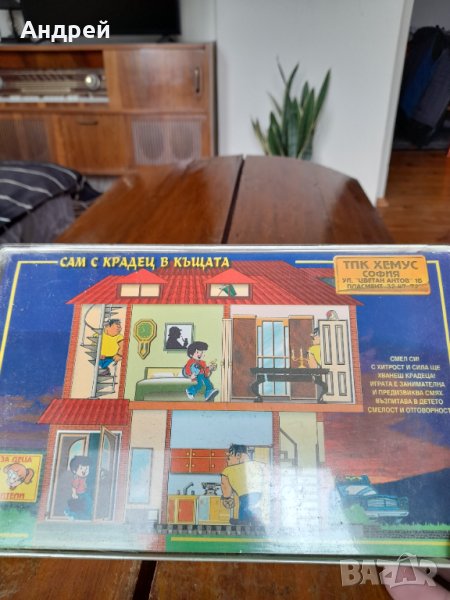 Андрей
САМ С КРАДЕЦ В КЪЩАТА
ТПК ХЕМУС
СОФИЯ
УЛ. "ЦВЕТАН АНТОВ" 16
СМЕЛ СИ!
С ХИТРОСТ И СИЛА ЩЕ
ХВАНЕШ КРАДЕЦА!
ИГРАТА Е ЗАНИМАТЕЛНА
И ПРЕДИЗВИКВА СМЯХ.
ВЪЗПИТАВА В ДЕТЕТО
СМЕЛОСТ И ОТГОВОРНОСТ
ЗА ДЕЦА
BAZAR